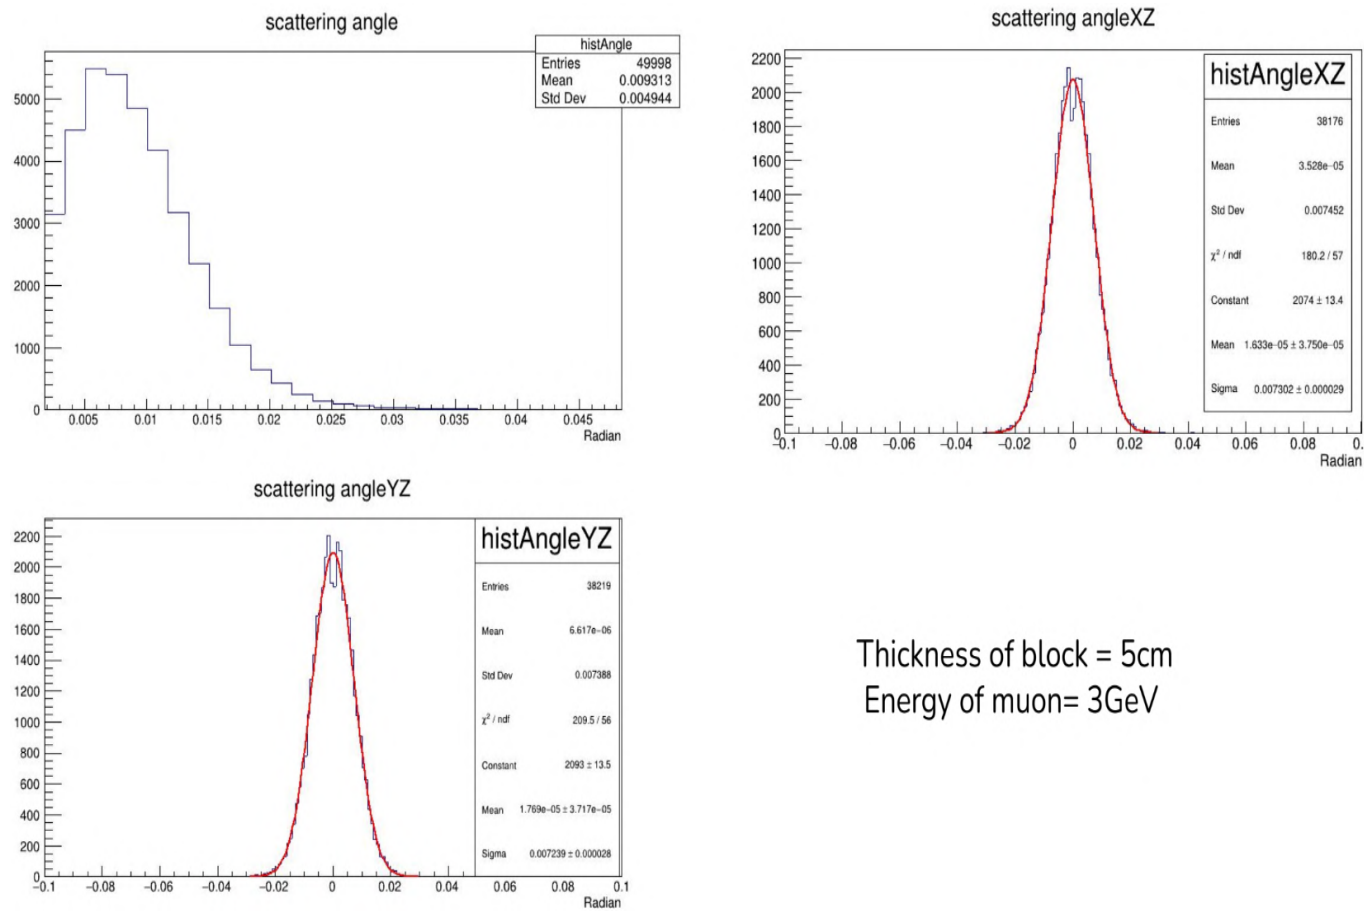 scattering angle
histAngle
Entries 49998
Mean 0.009313
Std Dev 0.004944
5000
4000
3000
2000
1000
0
0.005 0.01 0.015 0.02 0.025 0.03 0.035 0.04 0.045
Radian
scattering angleXZ
histAngleXZ
Entries 38176
Mean 3.528e−05
Std Dev 0.007452
χ² / ndf 180.2 / 57
Constant 2074 ± 13.4
Mean 1.633e−05 ± 3.750e−05
Sigma 0.007302 ± 0.000029
2200
2000
1800
1600
1400
1200
1000
800
600
400
200
0
−0.1 −0.08 −0.06 −0.04 −0.02 0 0.02 0.04 0.06 0.08 0.
Radian
scattering angleYZ
histAngleYZ
Entries 38219
Mean 6.617e−06
Std Dev 0.007388
χ² / ndf 209.5 / 56
Constant 2093 ± 13.5
Mean 1.769e−05 ± 3.717e−05
Sigma 0.007239 ± 0.000028
2200
2000
1800
1600
1400
1200
1000
800
600
400
200
0
−0.1 −0.08 −0.06 −0.04 −0.02 0 0.02 0.04 0.06 0.08 0.1
Radian
Thickness of block = 5cm
Energy of muon= 3GeV